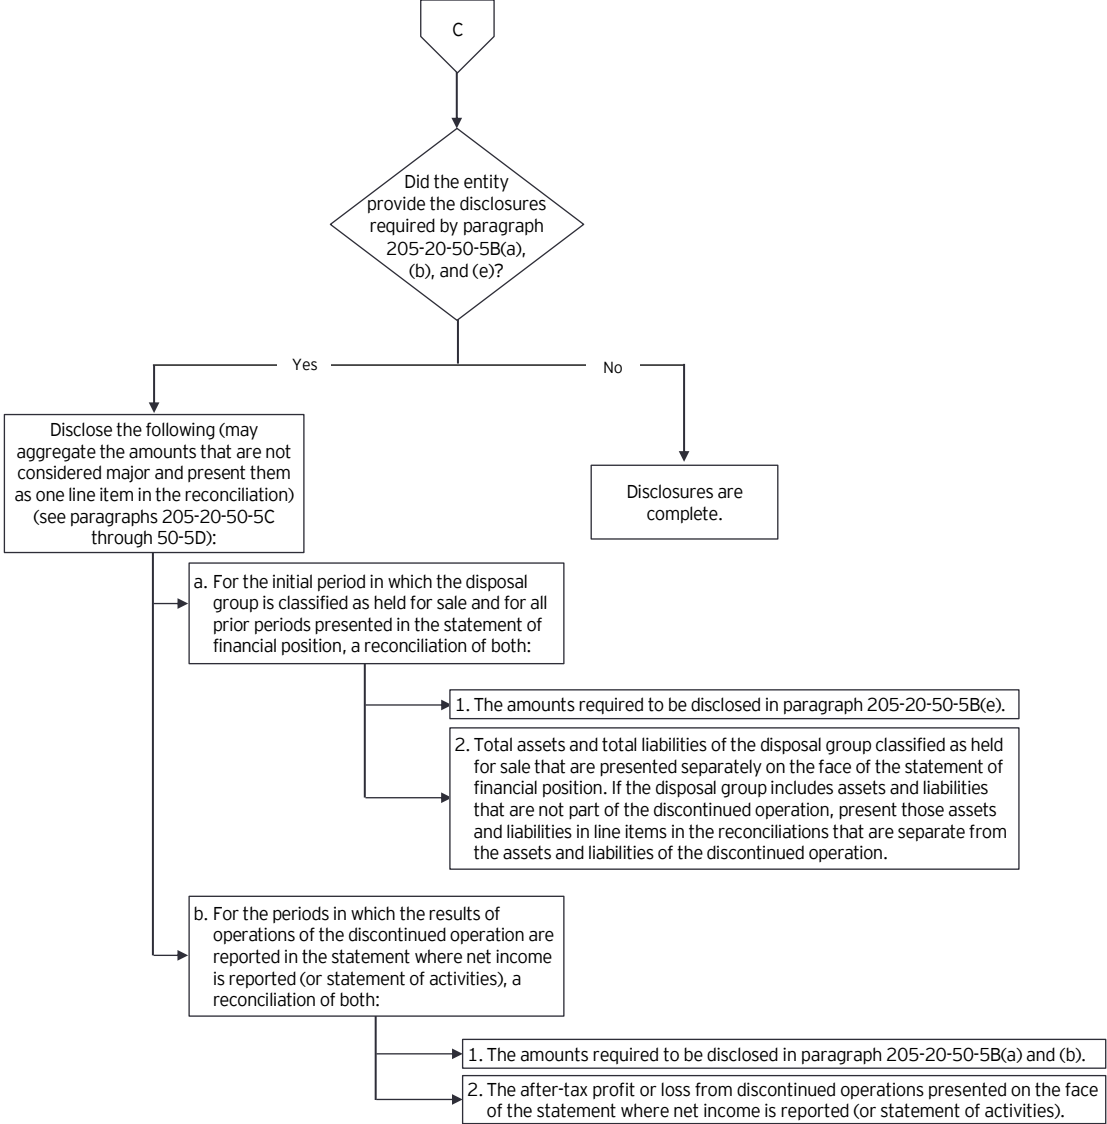 C
Did the entity
provide the disclosures
required by paragraph
205-20-50-5B(a),
(b), and (e)?
Yes
No
Disclose the following (may
aggregate the amounts that are not
considered major and present them
as one line item in the reconciliation)
(see paragraphs 205-20-50-5C
through 50-5D):
Disclosures are
complete.
a. For the initial period in which the disposal
group is classified as held for sale and for all
prior periods presented in the statement of
financial position, a reconciliation of both:
1. The amounts required to be disclosed in paragraph 205-20-50-5B(e).
2. Total assets and total liabilities of the disposal group classified as held
for sale that are presented separately on the face of the statement of
financial position. If the disposal group includes assets and liabilities
that are not part of the discontinued operation, present those assets
and liabilities in line items in the reconciliations that are separate from
the assets and liabilities of the discontinued operation.
b. For the periods in which the results of
operations of the discontinued operation are
reported in the statement where net income
is reported (or statement of activities), a
reconciliation of both:
1. The amounts required to be disclosed in paragraph 205-20-50-5B(a) and (b).
2. The after-tax profit or loss from discontinued operations presented on the face
of the statement where net income is reported (or statement of activities).